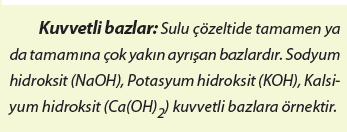 Kuvvetli bazlar: Sulu çözeltide tamamen ya
da tamamına çok yakın ayrışan bazlardır. Sodyum
hidroksit (NaOH), Potasyum hidroksit (KOH), Kalsi-
yum hidroksit (Ca(OH)2) kuvvetli bazlara örnektir.